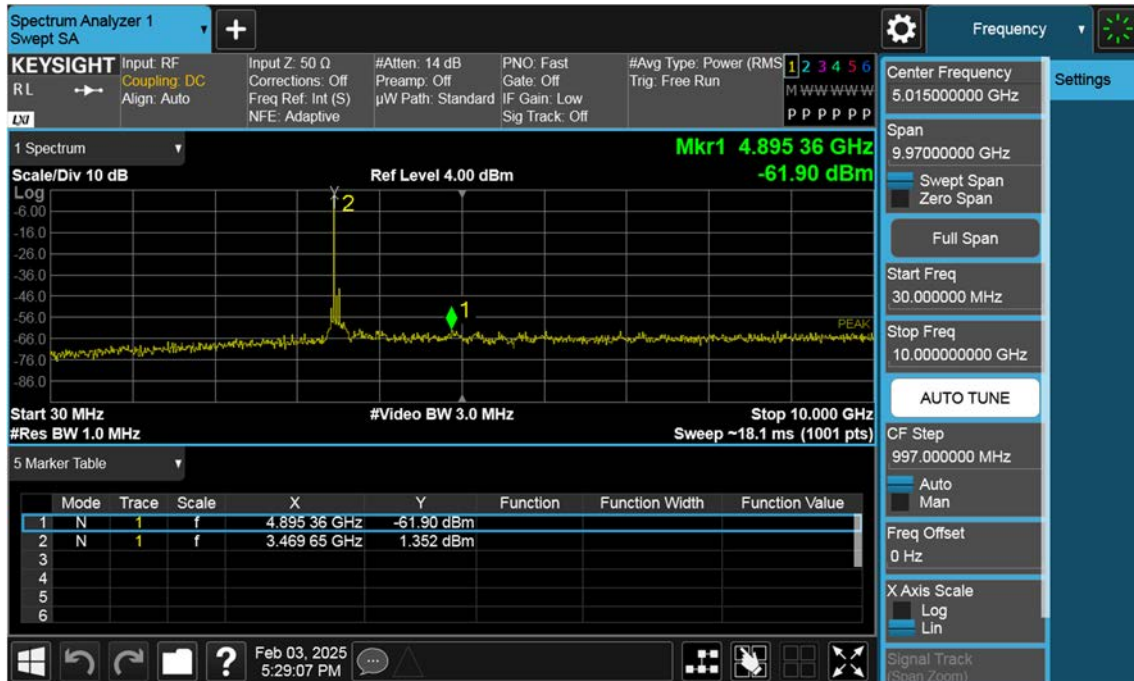 Spectrum Analyzer 1
Swept SA
Frequency
KEYSIGHT
RL
LXI
Input: RF
Coupling: DC
Align: Auto
Input Z: 50 Ω
Corrections: Off
Freq Ref: Int (S)
NFE: Adaptive
#Atten: 14 dB
Preamp: Off
µW Path: Standard
PNO: Fast
Gate: Off
IF Gain: Low
Sig Track: Off
#Avg Type: Power (RMS
Trig: Free Run
1 2 3 4 5 6
M W W W W W
P P P P P P
1 Spectrum
Mkr1 4.895 36 GHz
-61.90 dBm
Scale/Div 10 dB
Ref Level 4.00 dBm
Log
-6.00
-16.0
-26.0
-36.0
-46.0
-56.0
-66.0
-76.0
-86.0
2
1
PEAK
Start 30 MHz
#Video BW 3.0 MHz
Stop 10.000 GHz
#Res BW 1.0 MHz
Sweep ~18.1 ms (1001 pts)
5 Marker Table
Mode Trace Scale X Y Function Function Width Function Value
1 N 1 f 4.895 36 GHz -61.90 dBm
2 N 1 f 3.469 65 GHz 1.352 dBm
3
4
5
6
?
Feb 03, 2025
5:29:07 PM
Center Frequency
5.015000000 GHz
Settings
Span
9.97000000 GHz
Swept Span
Zero Span
Full Span
Start Freq
30.000000 MHz
Stop Freq
10.000000000 GHz
AUTO TUNE
CF Step
997.000000 MHz
Auto
Man
Freq Offset
0 Hz
X Axis Scale
Log
Lin
Signal Track
(Span Zoom)